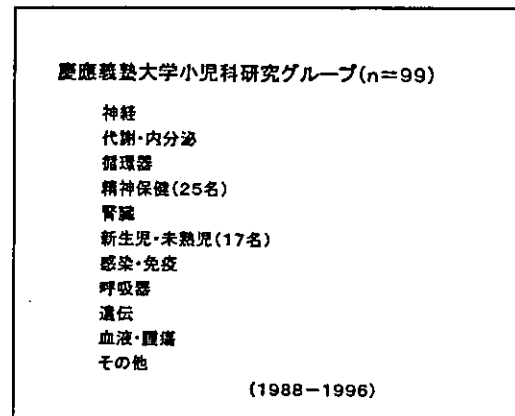 慶應義塾大学小児科研究グループ(n=99)
神経
代謝・内分泌
循環器
精神保健(25名)
腎臓
新生児・未熟児(17名)
感染・免疫
呼吸器
遺伝
血液・腫瘍
その他
(1988-1996)